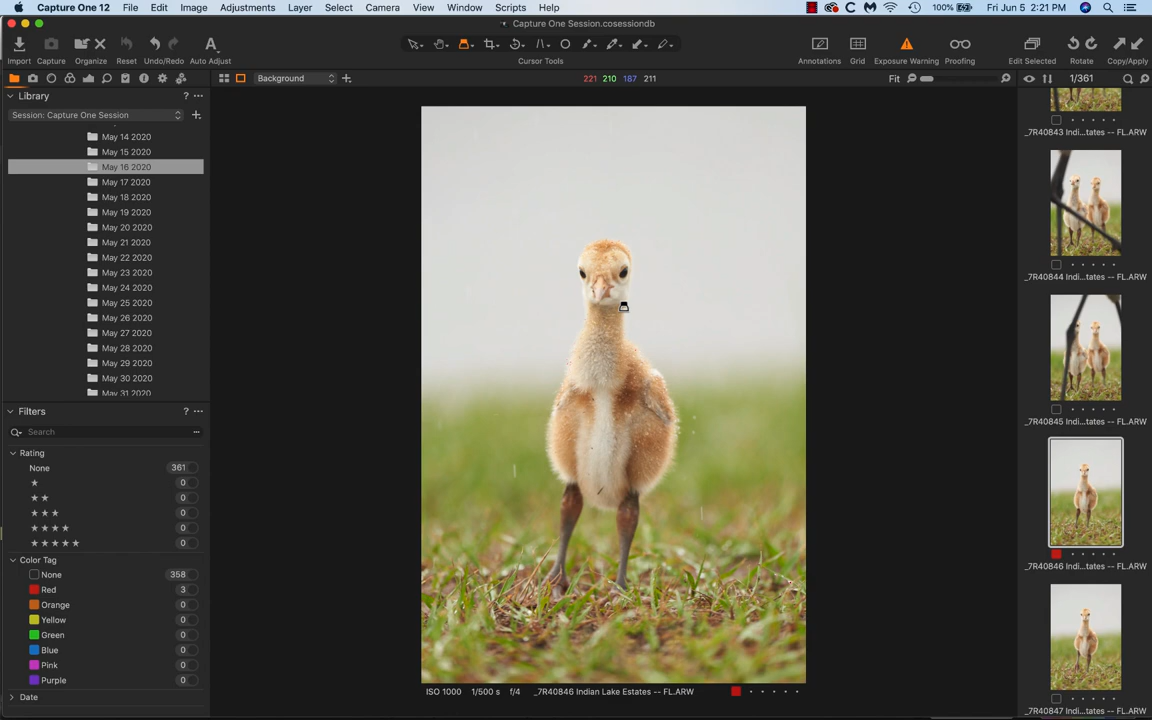 Capture One 12 File Edit Image Adjustments Layer Select Camera View Window Scripts Help 100% Fri Jun 5 2:21 PM
Capture One Session.cosessiondb
Import Capture Organize Reset Undo/Redo Auto Adjust Cursor Tools Annotations Grid Exposure Warning Proofing Edit Selected Rotate Copy/Apply
Background 221 210 187 211 Fit 1/361
Library ? ...
Session: Capture One Session
May 14 2020
May 15 2020
May 16 2020
May 17 2020
May 18 2020
May 19 2020
May 20 2020
May 21 2020
May 22 2020
May 23 2020
May 24 2020
May 25 2020
May 26 2020
May 27 2020
May 28 2020
May 29 2020
May 30 2020
May 31 2020
Filters ? ...
Search ...
Rating
None 361
★ 0
★★ 0
★★★ 0
★★★★ 0
★★★★★ 0
Color Tag
None 358
Red 3
Orange 0
Yellow 0
Green 0
Blue 0
Pink 0
Purple 0
Date
ISO 1000 1/500 s f/4 _7R40846 Indian Lake Estates -- FL.ARW
_7R40843 Indi...tates -- FL.ARW
_7R40844 Indi...tates -- FL.ARW
_7R40845 Indi...tates -- FL.ARW
_7R40846 Indi...tates -- FL.ARW
_7R40847 Indi...tates -- FL.ARW